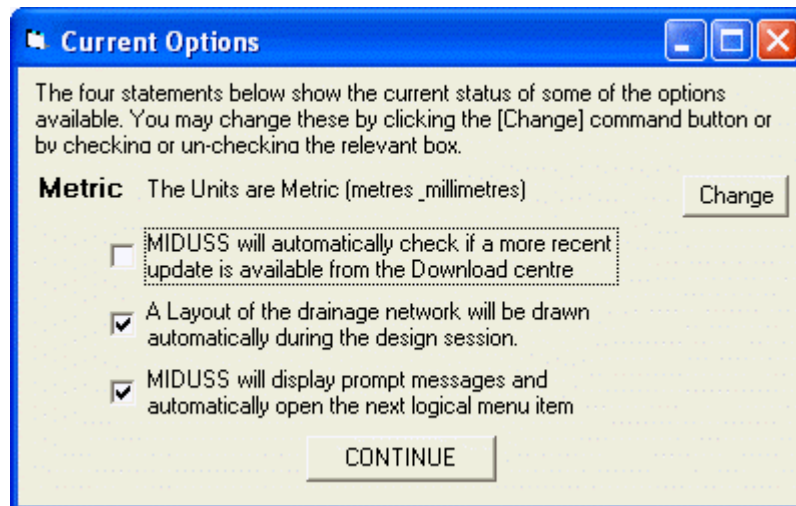 Current Options
The four statements below show the current status of some of the options
available. You may change these by clicking the [Change] command button or
by checking or un-checking the relevant box.
Metric The Units are Metric (metres_millimetres) Change
MIDUSS will automatically check if a more recent
update is available from the Download centre
A Layout of the drainage network will be drawn
automatically during the design session.
MIDUSS will display prompt messages and
automatically open the next logical menu item
CONTINUE